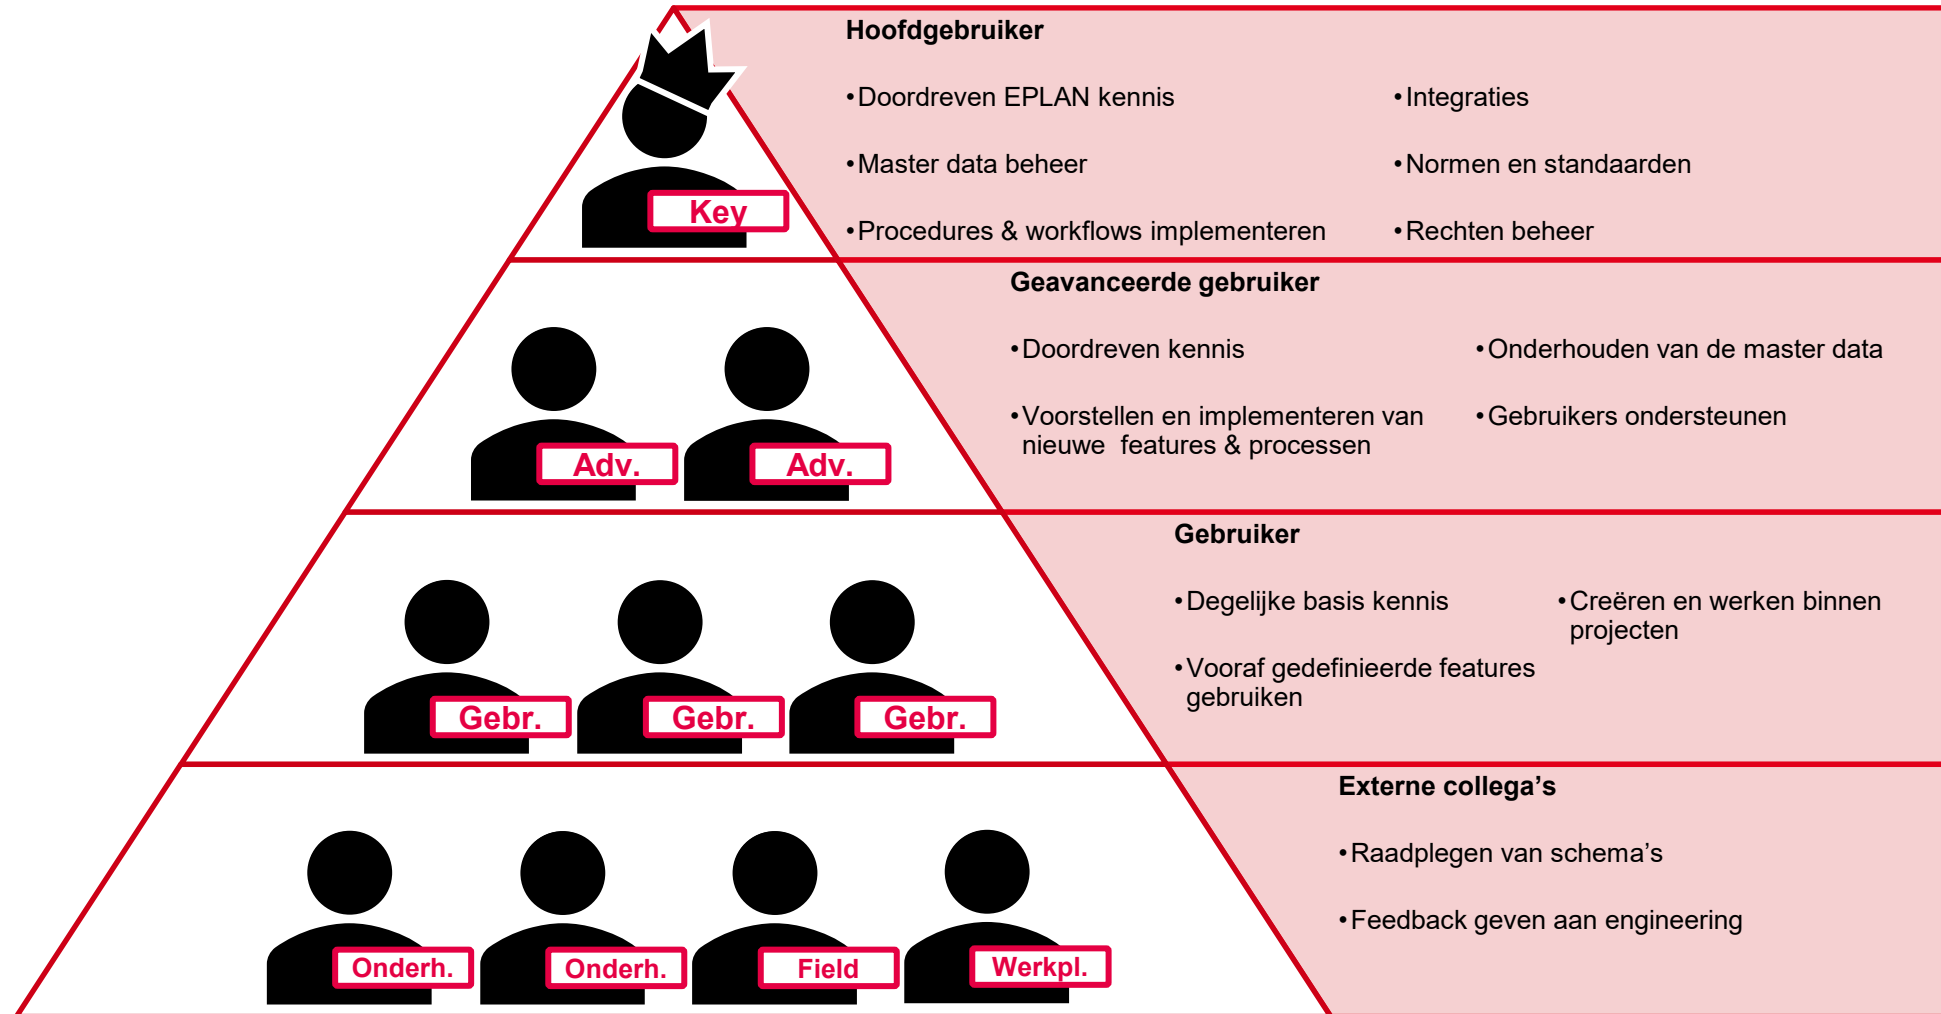 Hoofdgebruiker
•Doordreven EPLAN kennis
•Master data beheer
•Procedures & workflows implementeren
•Integraties
•Normen en standaarden
•Rechten beheer
Key
Geavanceerde gebruiker
•Doordreven kennis
•Voorstellen en implementeren van
nieuwe  features & processen
•Onderhouden van de master data
•Gebruikers ondersteunen
Adv.
Adv.
Gebruiker
•Degelijke basis kennis
•Vooraf gedefinieerde features
gebruiken
•Creëren en werken binnen
projecten
Gebr.
Gebr.
Gebr.
Externe collega’s
•Raadplegen van schema’s
•Feedback geven aan engineering
Onderh.
Onderh.
Field
Werkpl.